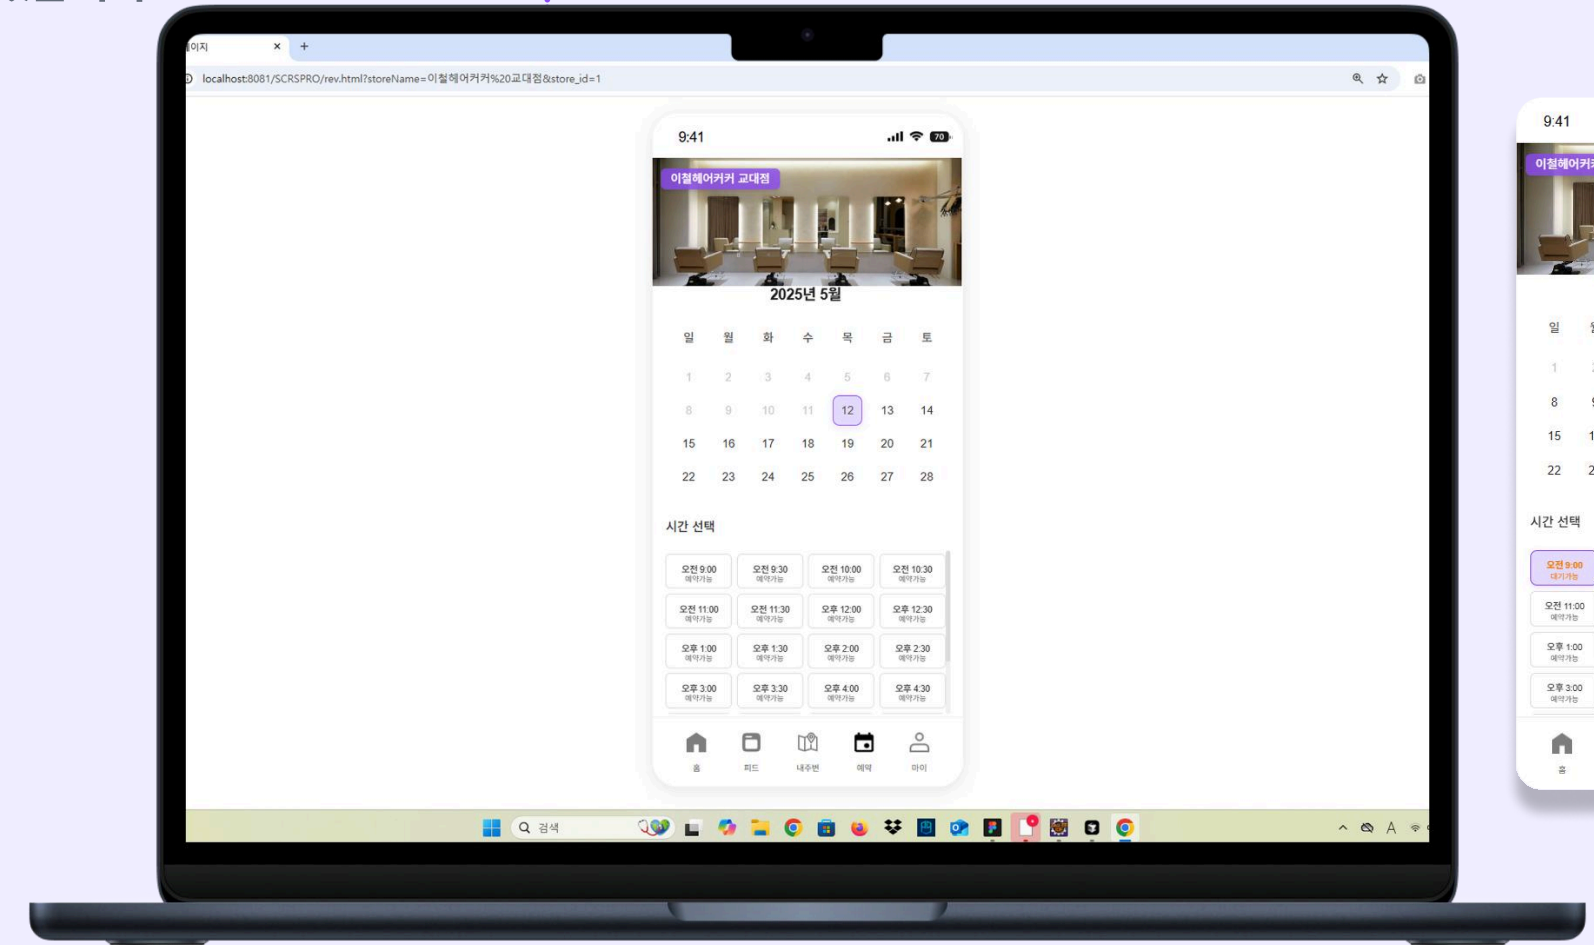 이지
× +
localhost:8081/SCRSPRO/rev.html?storeName=이철헤어커커%20교대점&store_id=1
9:41
70
이철헤어커커 교대점
2025년 5월
일 월 화 수 목 금 토
1 2 3 4 5 6 7
8 9 10 11 12 13 14
15 16 17 18 19 20 21
22 23 24 25 26 27 28
시간 선택
오전 9:00 오전 9:30 오전 10:00 오전 10:30
예약가능 예약가능 예약가능 예약가능
오전 11:00 오전 11:30 오후 12:00 오후 12:30
예약가능 예약가능 예약가능 예약가능
오후 1:00 오후 1:30 오후 2:00 오후 2:30
예약가능 예약가능 예약가능 예약가능
오후 3:00 오후 3:30 오후 4:00 오후 4:30
예약가능 예약가능 예약가능 예약가능
홈 피드 내주변 예약 마이
검색
A
9:41
이철헤어커
일
1
8
15
22
시간 선택
오전 9:00
대기가능
오전 11:00
예약가능
오후 1:00
예약가능
오후 3:00
예약가능
홈